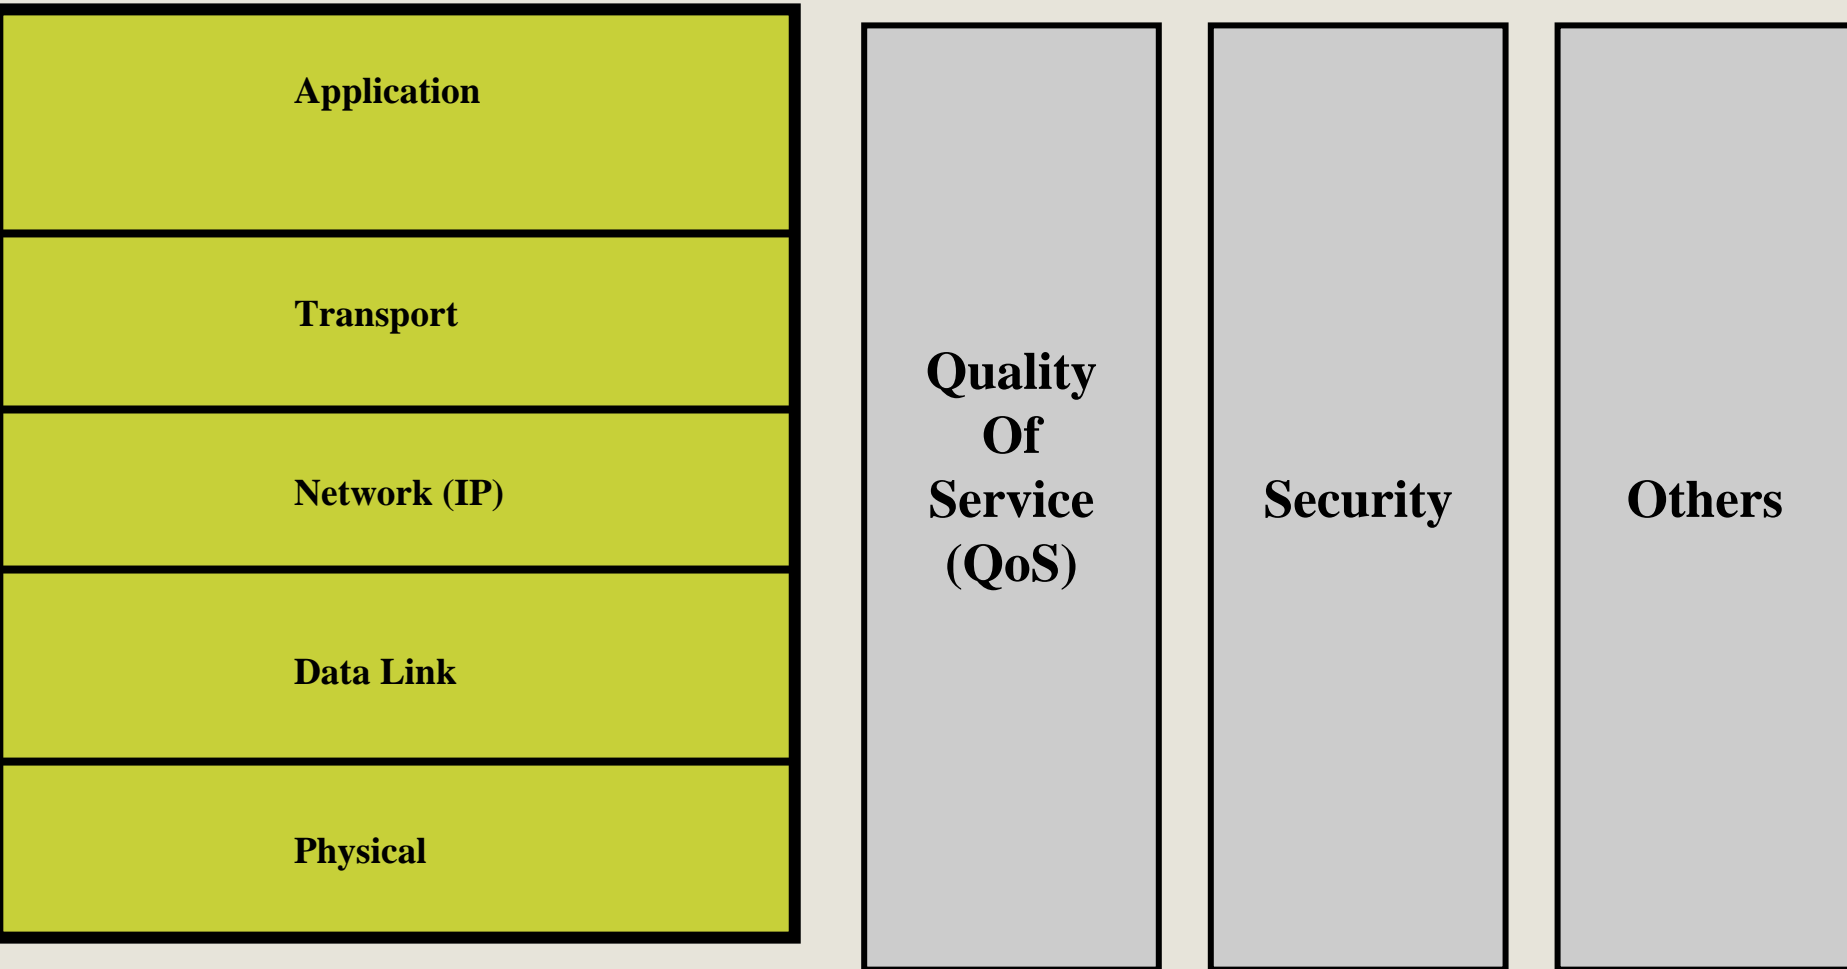 Application
Transport
Network (IP)
Data Link
Physical
Quality
Of
Service
(QoS)
Security
Others